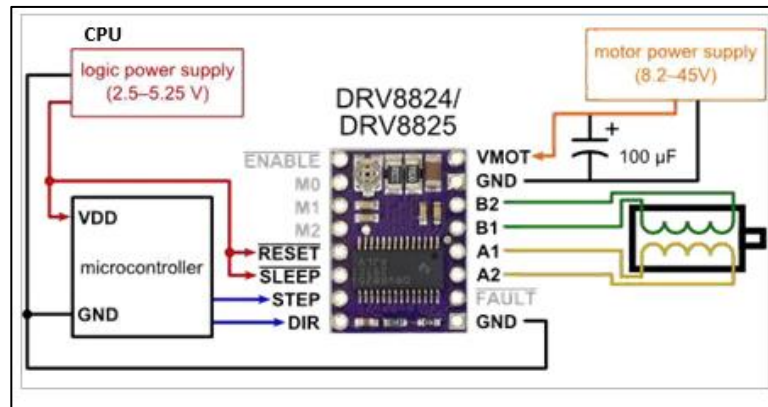 CPU
logic power supply
(2.5–5.25 V)
motor power supply
(8.2–45V)
DRV8824/
DRV8825
ENABLE
M0
M1
M2
RESET
SLEEP
STEP
DIR
VMOT
GND
B2
B1
A1
A2
FAULT
GND
+
100 µF
VDD
microcontroller
GND